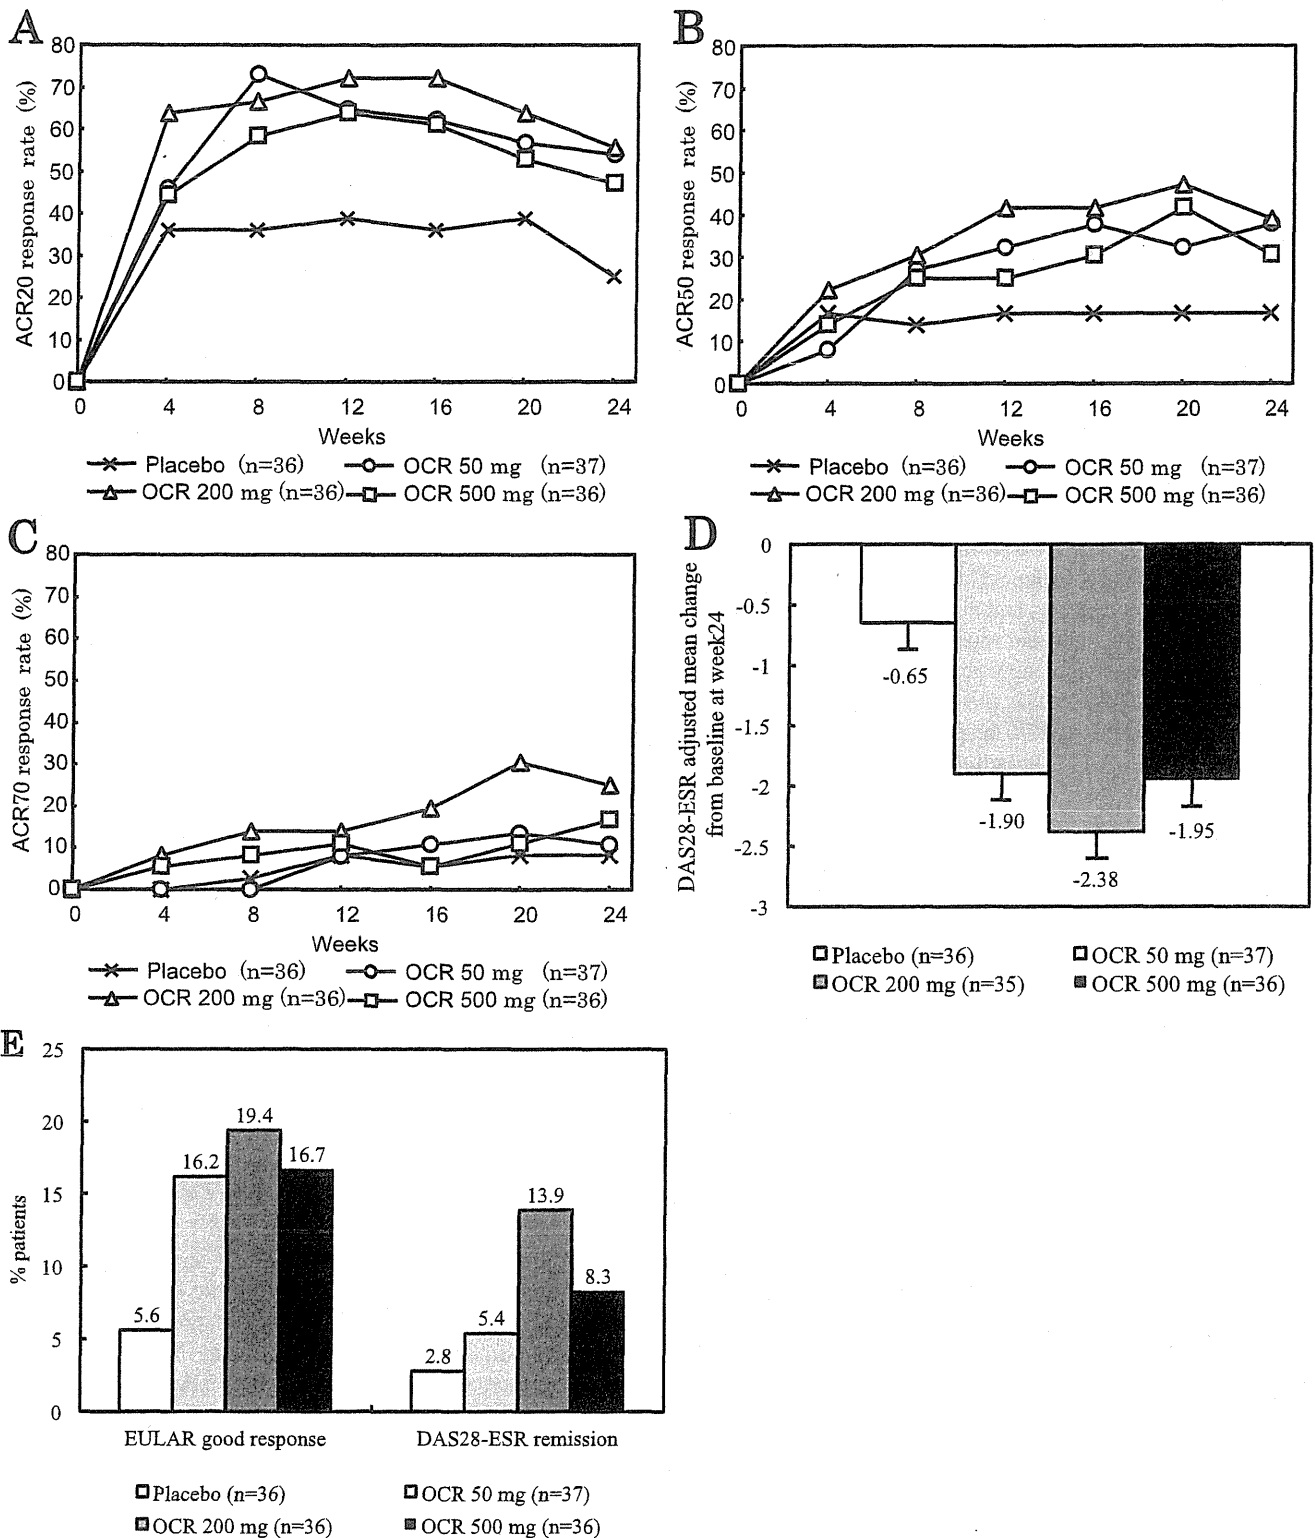 A
80
70
60
50
40
30
20
10
0
ACR20 response rate (%)
0 4 8 12 16 20 24
Weeks
Placebo (n=36) OCR 50 mg (n=37)
OCR 200 mg (n=36) OCR 500 mg (n=36)
B
80
70
60
50
40
30
20
10
0
ACR50 response rate (%)
0 4 8 12 16 20 24
Weeks
Placebo (n=36) OCR 50 mg (n=37)
OCR 200 mg (n=36) OCR 500 mg (n=36)
C
80
70
60
50
40
30
20
10
0
ACR70 response rate (%)
0 4 8 12 16 20 24
Weeks
Placebo (n=36) OCR 50 mg (n=37)
OCR 200 mg (n=36) OCR 500 mg (n=36)
D
0
-0.5
-1
-1.5
-2
-2.5
-3
DAS28-ESR adjusted mean change
from baseline at week24
-0.65
-1.90
-2.38
-1.95
Placebo (n=36) OCR 50 mg (n=37)
OCR 200 mg (n=35) OCR 500 mg (n=36)
E
25
20
15
10
5
0
% patients
5.6
16.2
19.4
16.7
2.8
5.4
13.9
8.3
EULAR good response DAS28-ESR remission
Placebo (n=36) OCR 50 mg (n=37)
OCR 200 mg (n=36) OCR 500 mg (n=36)